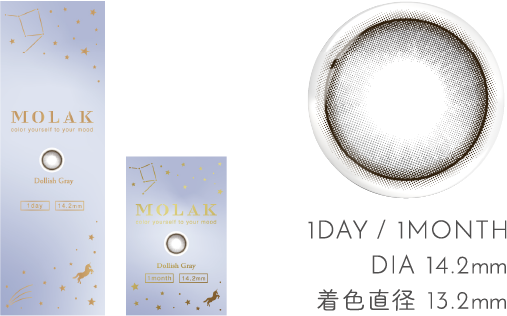 MOLAK
color yourself to your mood
Dollish Gray
1day 14.2mm
MOLAK
color yourself to your mood
Dollish Gray
1month 14.2mm
1DAY / 1MONTH
DIA 14.2mm
着色直径 13.2mm